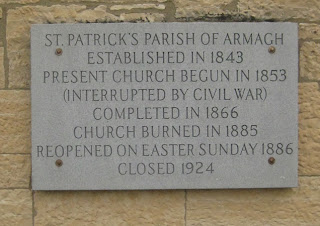 ST. PATRICK'S PARISH OF ARMAGH
ESTABLISHED IN 1843
PRESENT CHURCH BEGUN IN 1853
(INTERRUPTED BY CIVIL WAR)
COMPLETED IN 1866
CHURCH BURNED IN 1885
REOPENED ON EASTER SUNDAY 1886
CLOSED 1924